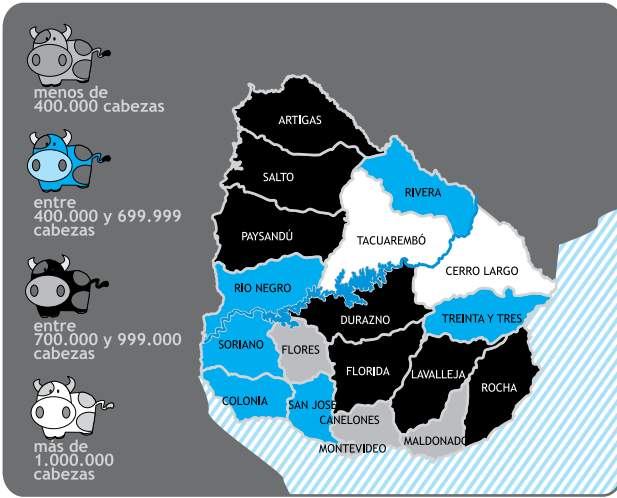 menos de
400.000 cabezas
entre
400.000 y 699.999
cabezas
entre
700.000 y 999.000
cabezas
más de
1.000.000
cabezas
ARTIGAS
SALTO
RIVERA
PAYSANDÚ
TACUAREMBÓ
CERRO LARGO
RÍO NEGRO
DURAZNO
TREINTA Y TRES
SORIANO
FLORES
FLORIDA
LAVALLEJA
ROCHA
COLONIA
SAN JOSE
CANELONES
MALDONADO
MONTEVIDEO